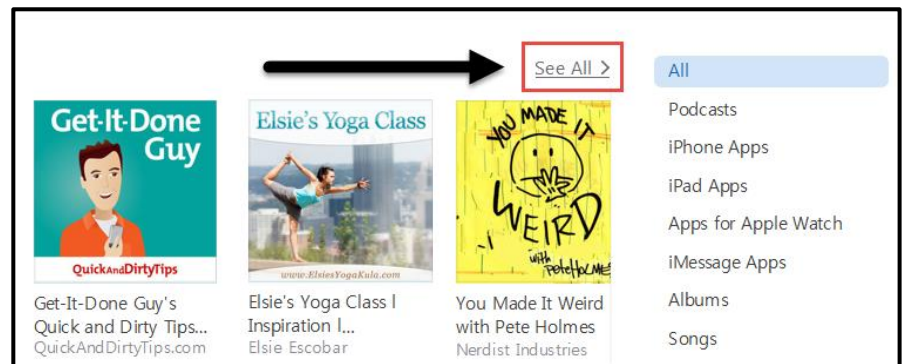 See All >
Get-It-Done
Guy
QuickAndDirtyTips
Get-It-Done Guy's
Quick and Dirty Tips...
QuickAndDirtyTips.com
Elsie's Yoga Class
www.ElsiesYogaKula.com
Elsie's Yoga Class l
Inspiration l...
Elsie Escobar
YOU MADE IT
WEIRD
with
PeteHolmes
You Made It Weird
with Pete Holmes
Nerdist Industries
All
Podcasts
iPhone Apps
iPad Apps
Apps for Apple Watch
iMessage Apps
Albums
Songs